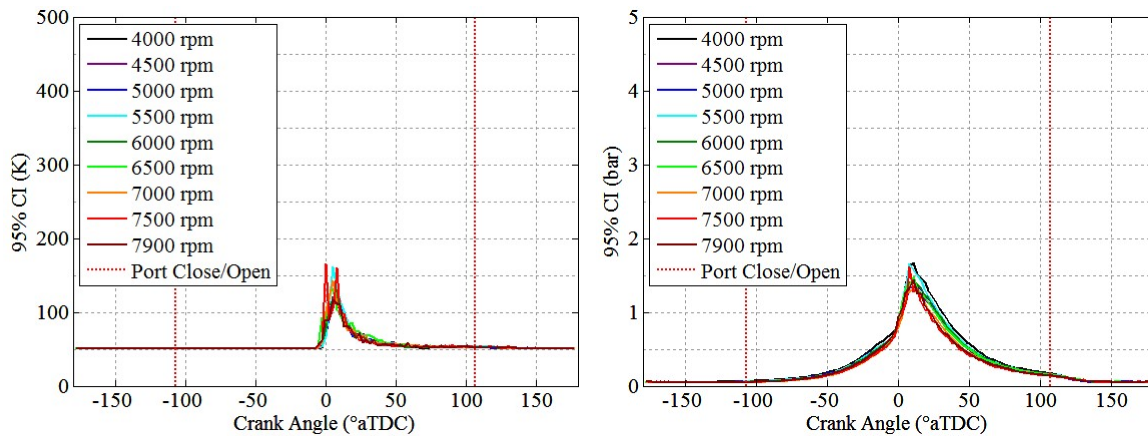 500
400
300
200
100
0
95% CI (K)
4000 rpm
4500 rpm
5000 rpm
5500 rpm
6000 rpm
6500 rpm
7000 rpm
7500 rpm
7900 rpm
Port Close/Open
-150 -100 -50 0 50 100 150
Crank Angle (°aTDC)
5
4
3
2
1
0
95% CI (bar)
4000 rpm
4500 rpm
5000 rpm
5500 rpm
6000 rpm
6500 rpm
7000 rpm
7500 rpm
7900 rpm
Port Close/Open
-150 -100 -50 0 50 100 150
Crank Angle (°aTDC)